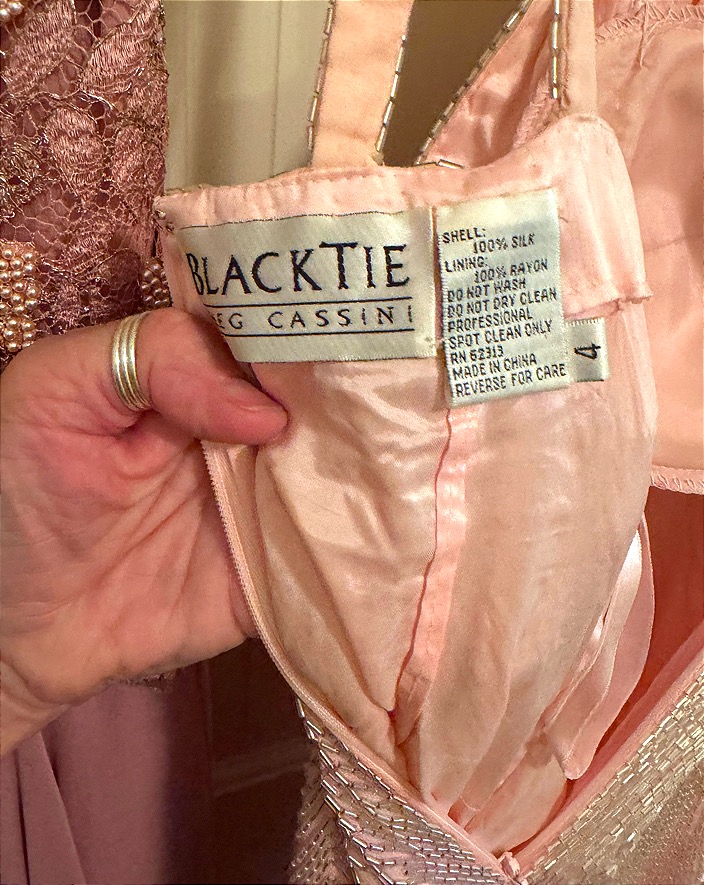 BLACKTIE
EG CASSINI
SHELL:
100% SILK
LINING:
100% RAYON
DO NOT WASH
DO NOT DRY CLEAN
PROFESSIONAL
SPOT CLEAN ONLY
RN 62313
MADE IN CHINA
REVERSE FOR CARE
4